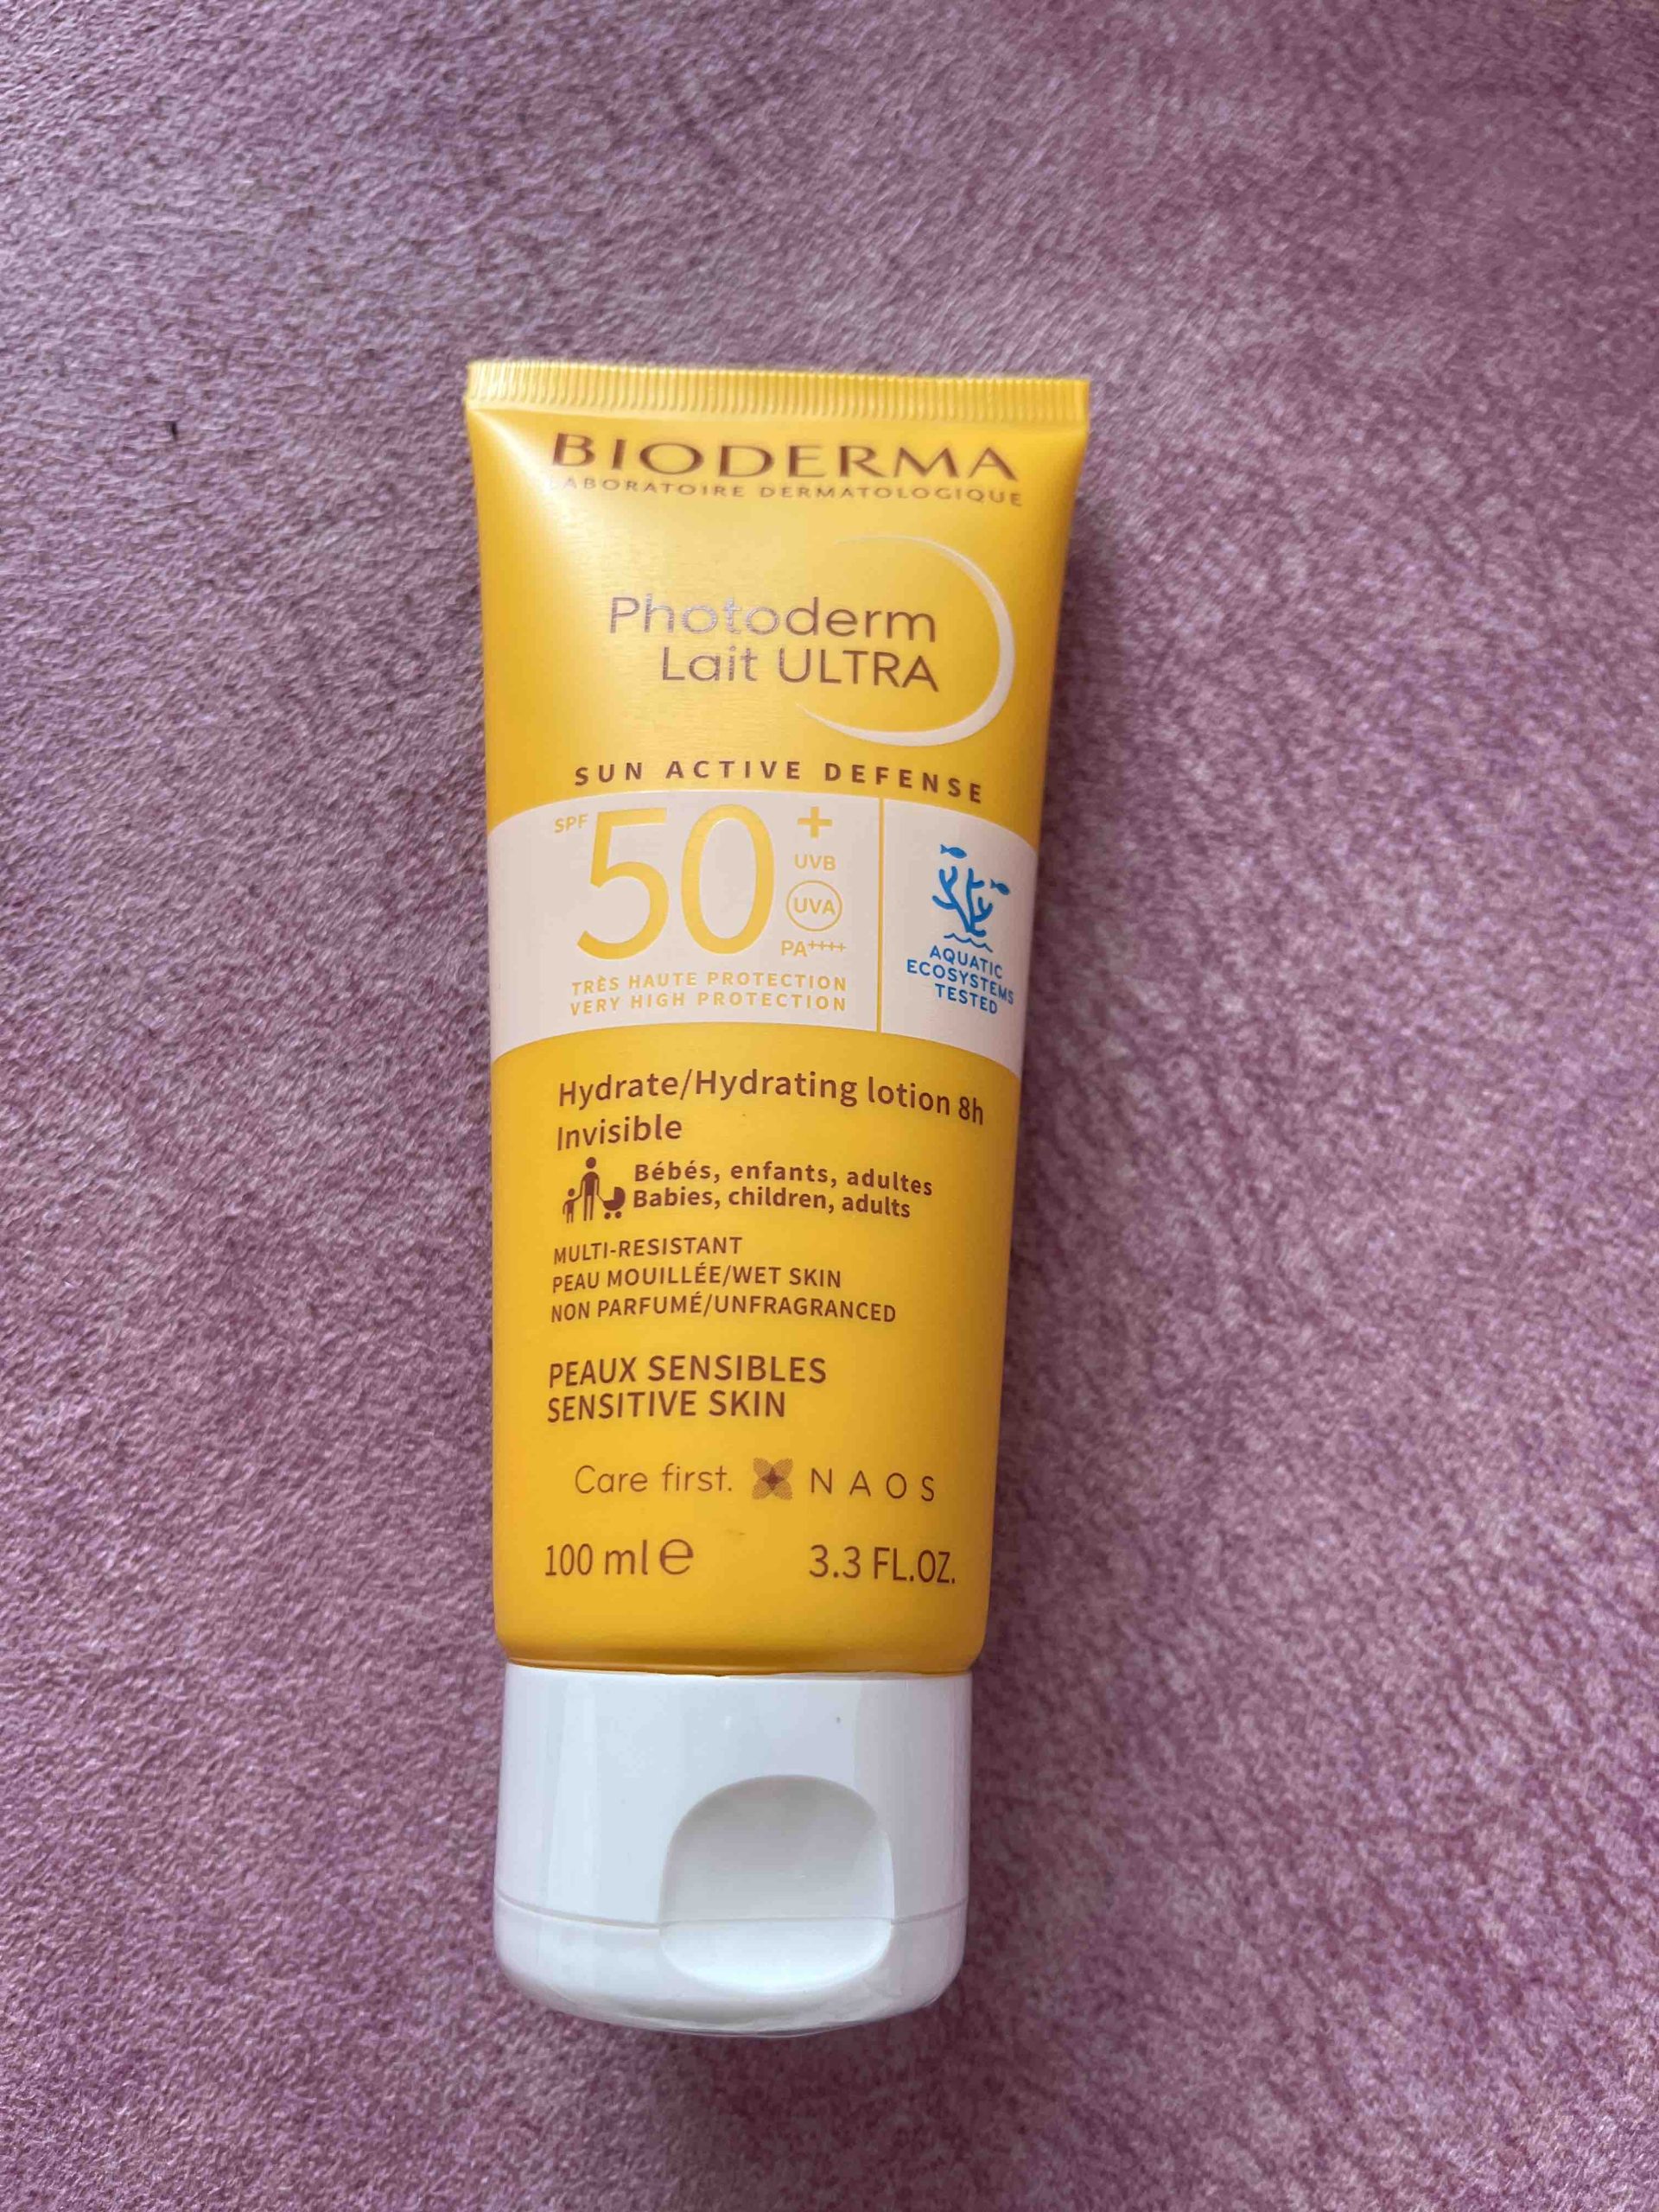 BIODERMA
LABORATOIRE DERMATOLOGIQUE
Photoderm
Lait ULTRA
SUN ACTIVE DEFENSE
SPF 50+
UVB
UVA
PA++++
TRÈS HAUTE PROTECTION
VERY HIGH PROTECTION
AQUATIC
ECOSYSTEMS
TESTED
Hydrate/Hydrating lotion 8h
Invisible
Bébés, enfants, adultes
Babies, children, adults
MULTI-RESISTANT
PEAU MOUILLÉE/WET SKIN
NON PARFUMÉ/UNFRAGRANCED
PEAUX SENSIBLES
SENSITIVE SKIN
Care first. NAOS
100 ml e 3.3 FL.OZ.